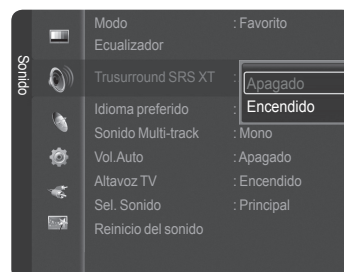 Sonido
Modo : Favorito
Ecualizador
Trusurround SRS XT :
Apagado
Encendido
Idioma preferido :
Sonido Multi-track : Mono
Vol.Auto : Apagado
Altavoz TV : Encendido
Sel. Sonido : Principal
Reinicio del sonido